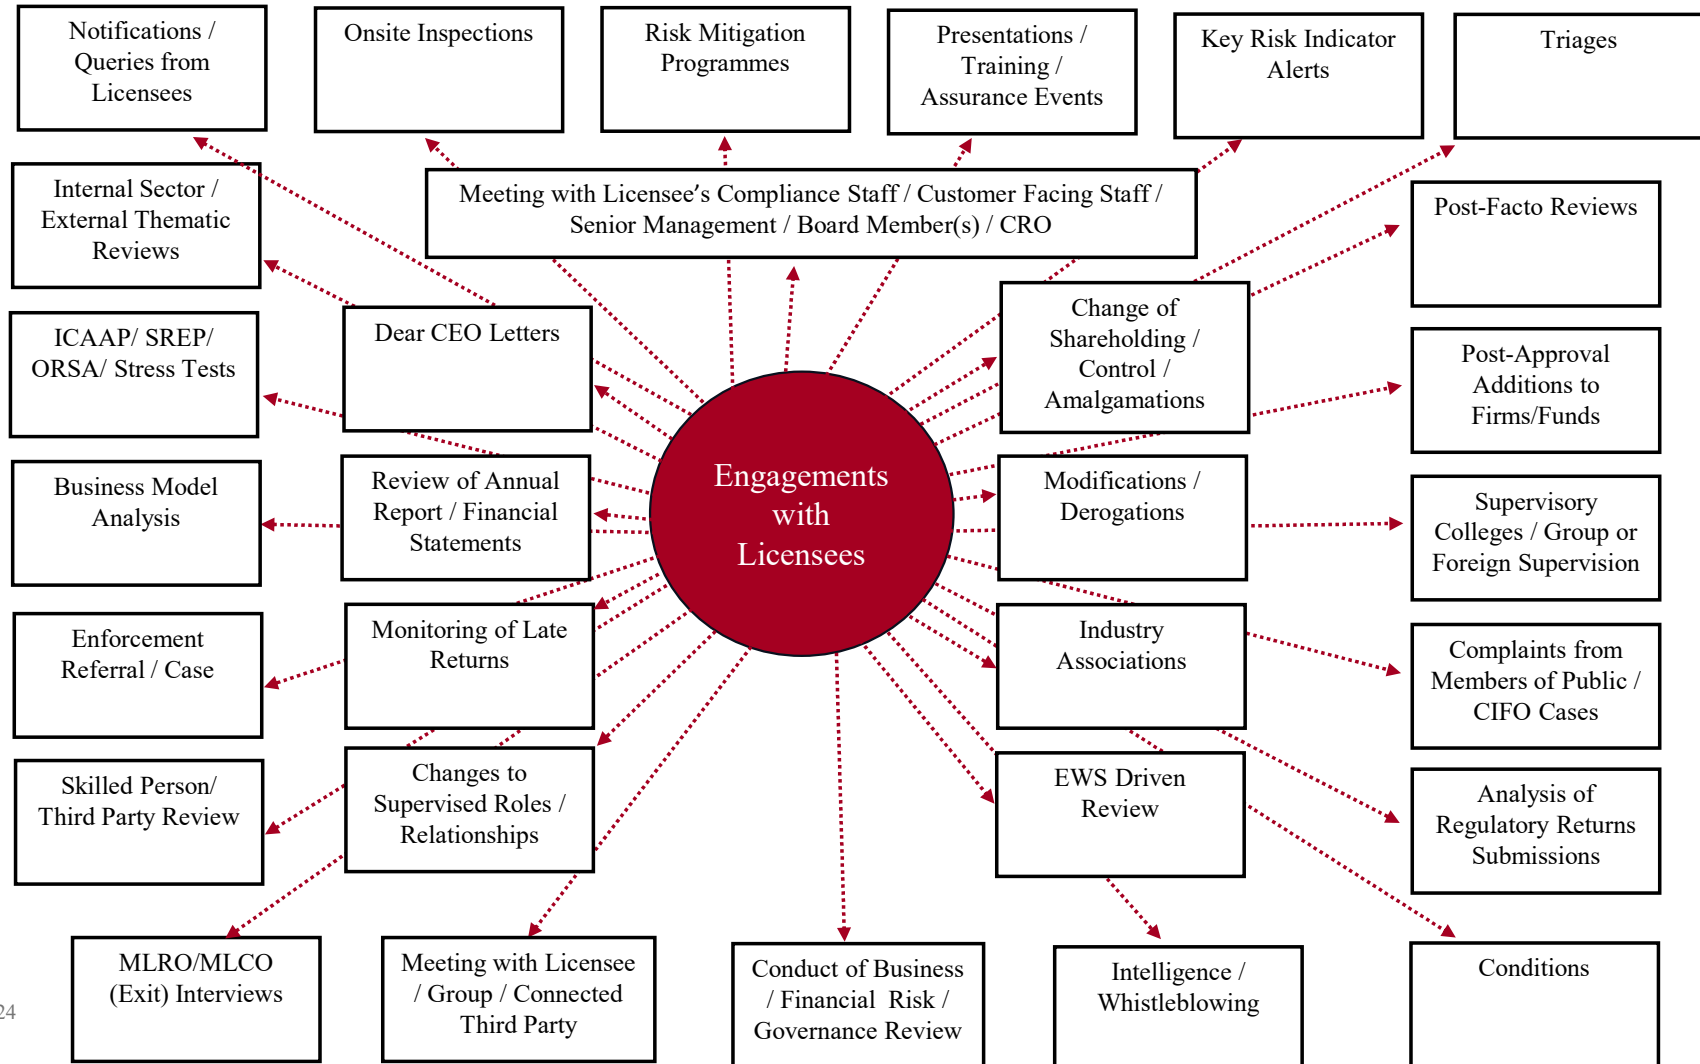 Notifications /
Queries from
Licensees
Onsite Inspections
Risk Mitigation
Programmes
Presentations /
Training /
Assurance Events
Key Risk Indicator
Alerts
Triages
Internal Sector /
External Thematic
Reviews
Meeting with Licensee’s Compliance Staff / Customer Facing Staff /
Senior Management / Board Member(s) / CRO
Post-Facto Reviews
ICAAP/ SREP/
ORSA/ Stress Tests
Dear CEO Letters
Change of
Shareholding /
Control /
Amalgamations
Post-Approval
Additions to
Firms/Funds
Business Model
Analysis
Review of Annual
Report / Financial
Statements
Engagements
with
Licensees
Modifications /
Derogations
Supervisory
Colleges / Group or
Foreign Supervision
Enforcement
Referral / Case
Monitoring of Late
Returns
Industry
Associations
Complaints from
Members of Public /
CIFO Cases
Skilled Person/
Third Party Review
Changes to
Supervised Roles /
Relationships
EWS Driven
Review
Analysis of
Regulatory Returns
Submissions
MLRO/MLCO
(Exit) Interviews
Meeting with Licensee
/ Group / Connected
Third Party
Conduct of Business
/ Financial Risk /
Governance Review
Intelligence /
Whistleblowing
Conditions
24